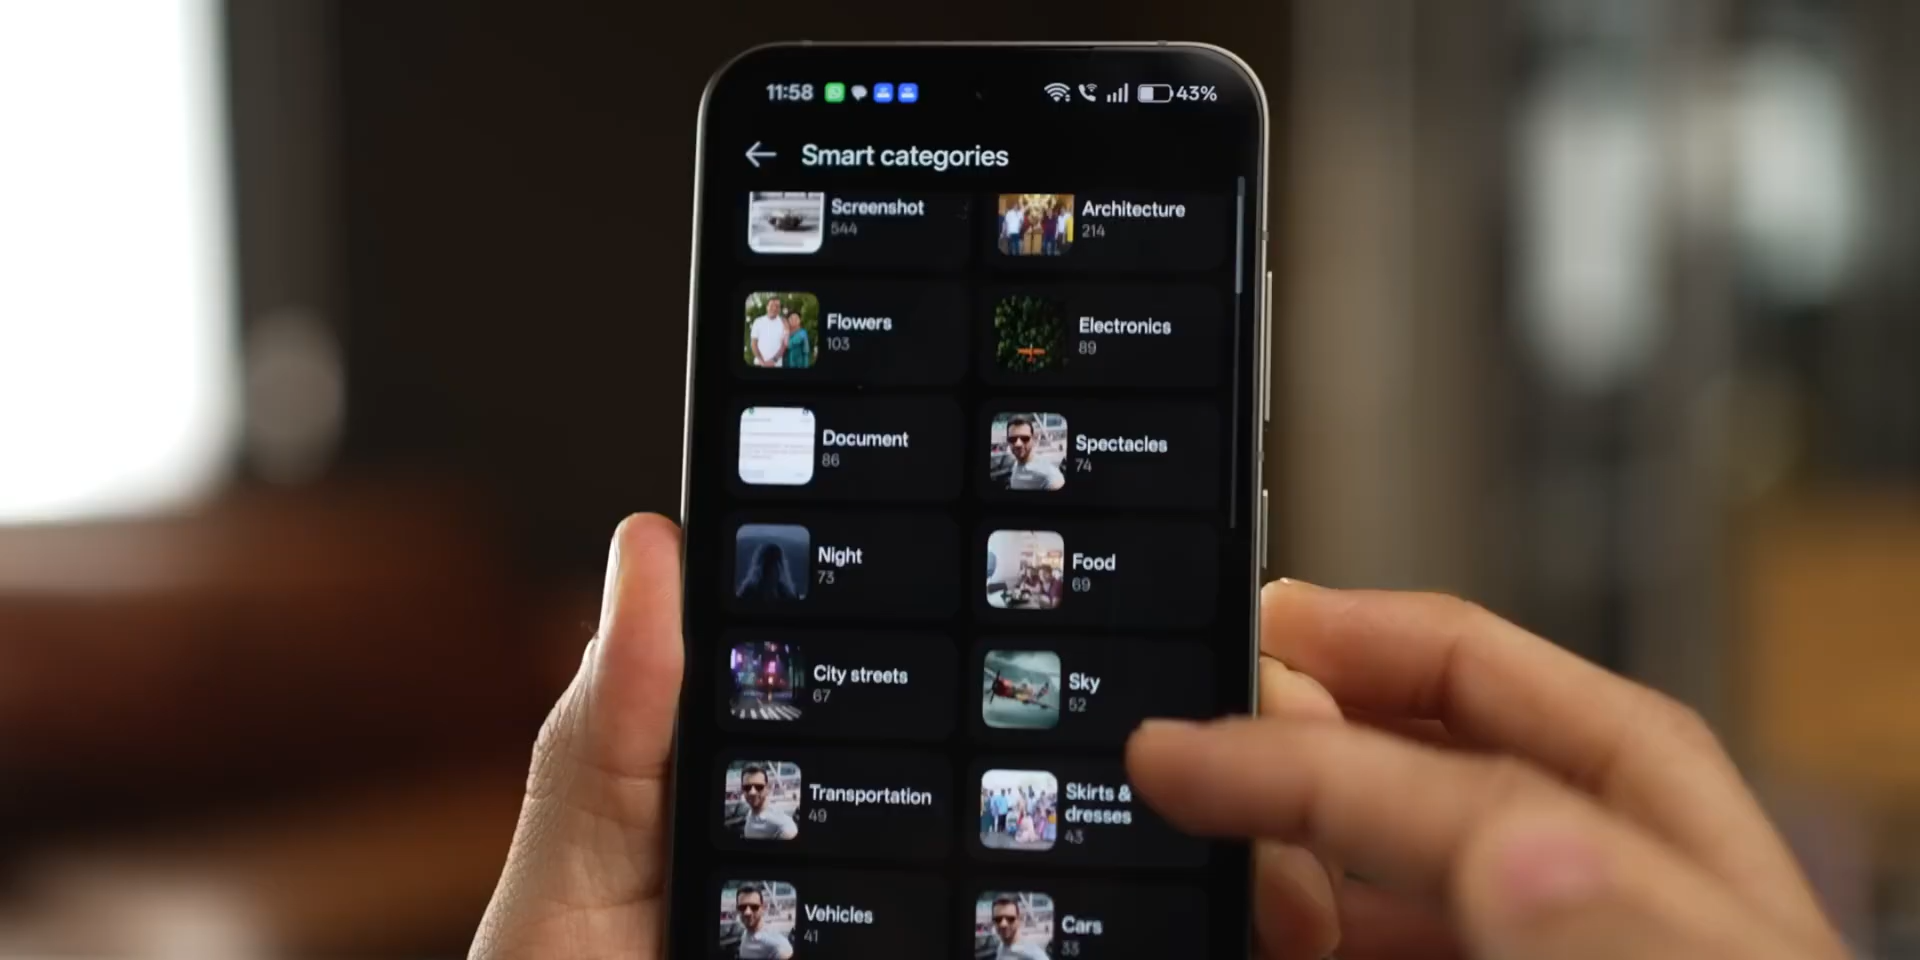 11:58
43%
Smart categories
Screenshot
544
Architecture
214
Flowers
103
Electronics
89
Document
86
Spectacles
74
Night
73
Food
69
City streets
67
Sky
52
Transportation
49
Skirts &
dresses
43
Vehicles
41
Cars
33